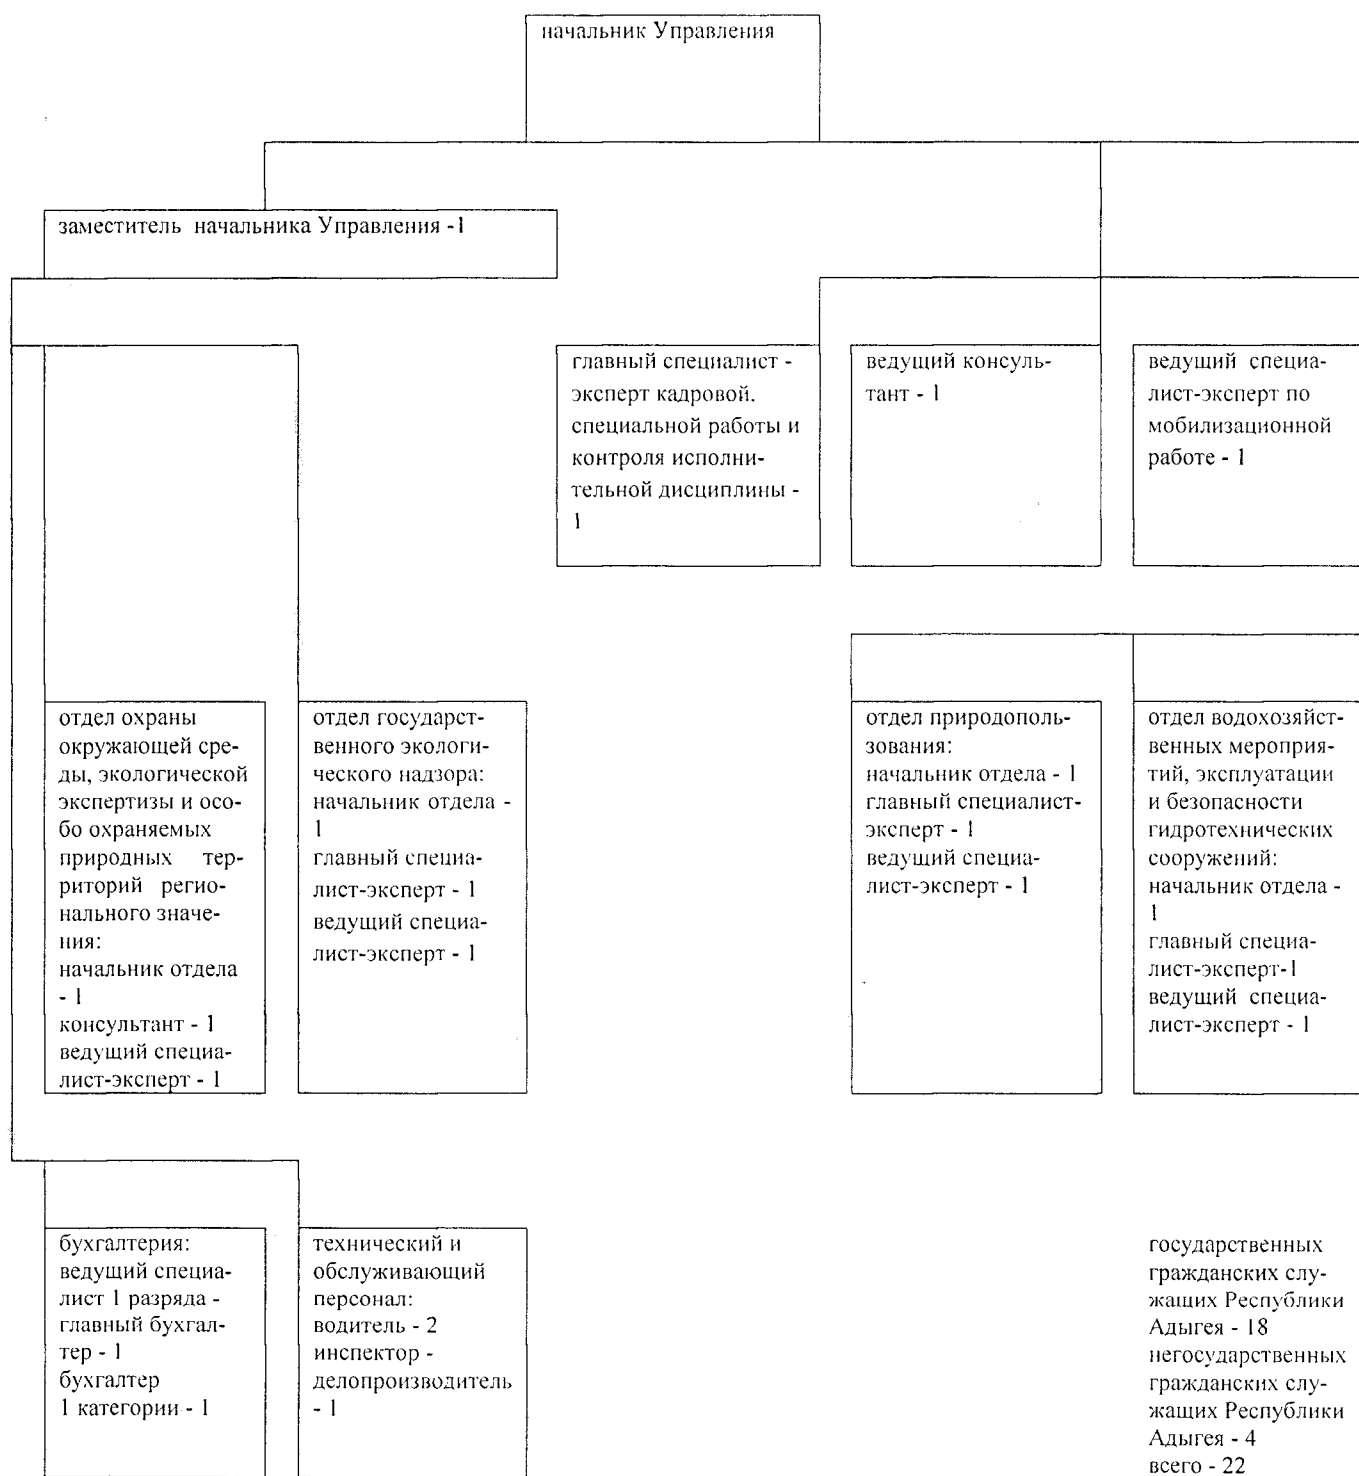 начальник Управления
заместитель начальника Управления -1
главный специалист -
эксперт кадровой.
специальной работы и
контроля исполни-
тельной дисциплины -
1
ведущий консуль-
тант - 1
ведущий специа-
лист-эксперт по
мобилизационной
работе - 1
отдел охраны
окружающей сре-
ды, экологической
экспертизы и осо-
бо охраняемых
природных тер-
риторий регио-
нального значе-
ния:
начальник отдела
- 1
консультант - 1
ведущий специа-
лист-эксперт - 1
отдел государст-
венного экологи-
ческого надзора:
начальник отдела -
1
главный специа-
лист-эксперт - 1
ведущий специа-
лист-эксперт - 1
отдел природополь-
зования:
начальник отдела - 1
главный специалист-
эксперт - 1
ведущий специа-
лист-эксперт - 1
отдел водохозяйст-
венных мероприя-
тий, эксплуатации
и безопасности
гидротехнических
сооружений:
начальник отдела -
1
главный специа-
лист-эксперт-1
ведущий специа-
лист-эксперт - 1
бухгалтерия:
ведущий специа-
лист 1 разряда -
главный бухгал-
тер - 1
бухгалтер
1 категории - 1
технический и
обслуживающий
персонал:
водитель - 2
инспектор -
делопроизводитель
- 1
государственных
гражданских слу-
жащих Республики
Адыгея - 18
негосударственных
гражданских слу-
жащих Республики
Адыгея - 4
всего - 22